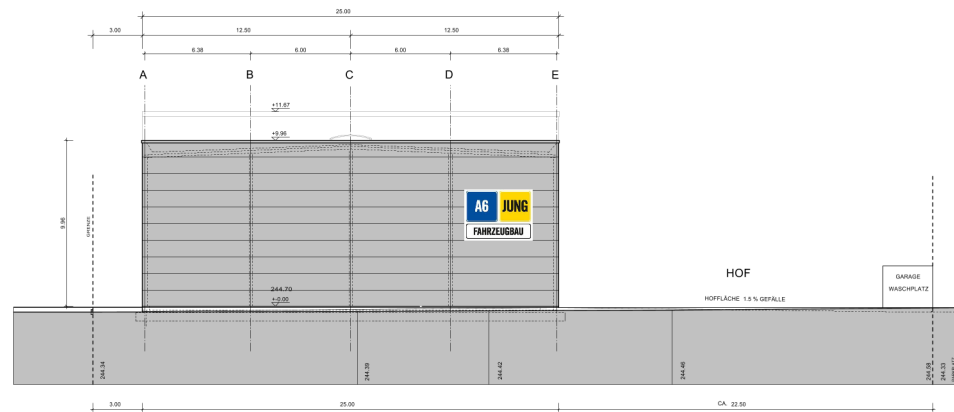 25.00
3.00 12.50 12.50
6.38 6.00 6.00 6.38
A B C D E
+11.67
+9.96
9.96
GRENZE
A6 JUNG
FAHRZEUGBAU
HOF
GARAGE
WASCHPLATZ
244.70
+-0.00
HOFFLÄCHE 1.5 % GEFÄLLE
244.34
244.39
244.42
244.46
244.58
244.33
3.00 25.00 CA. 22.50